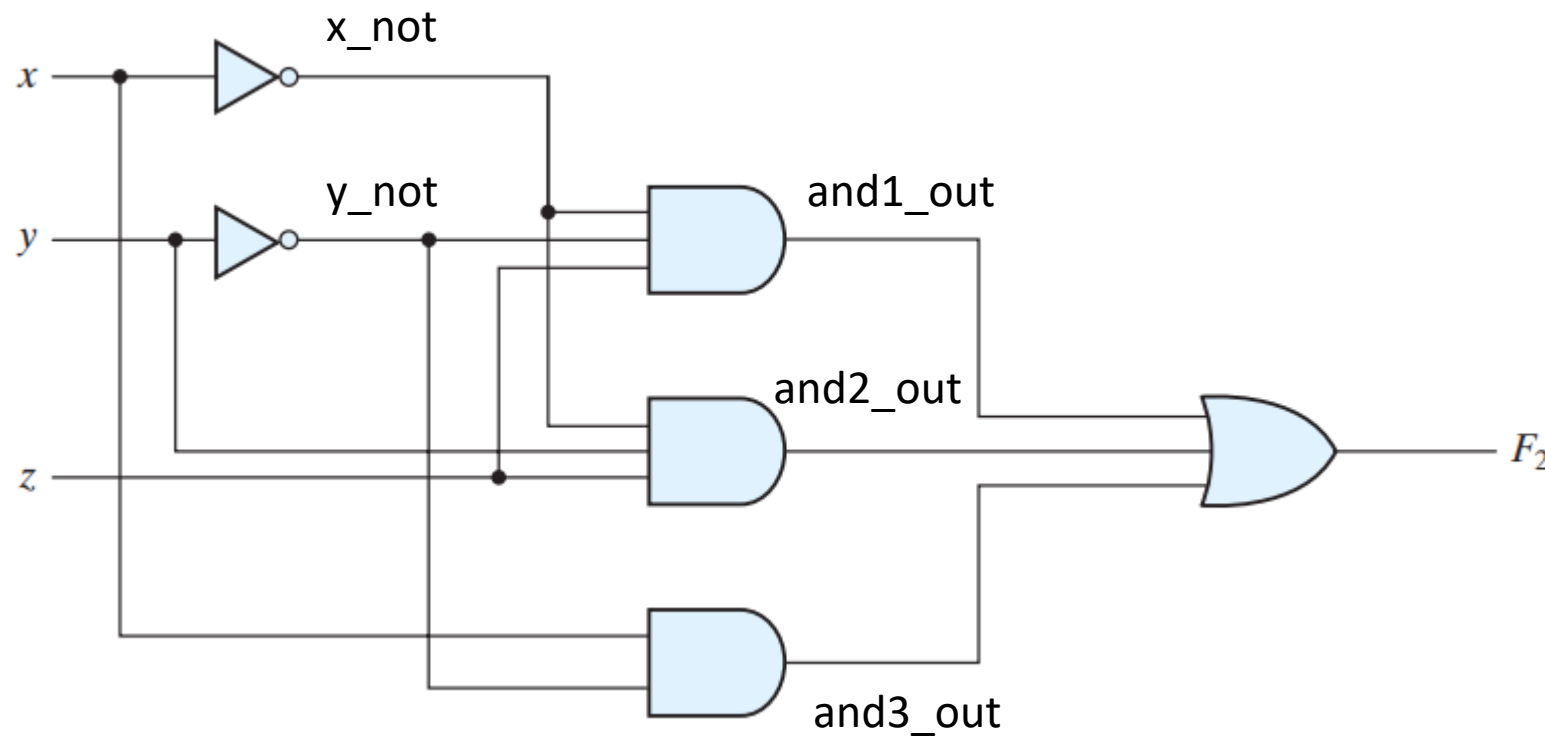 x_not
x
y_not
y
and1_out
and2_out
z
F₂
and3_out